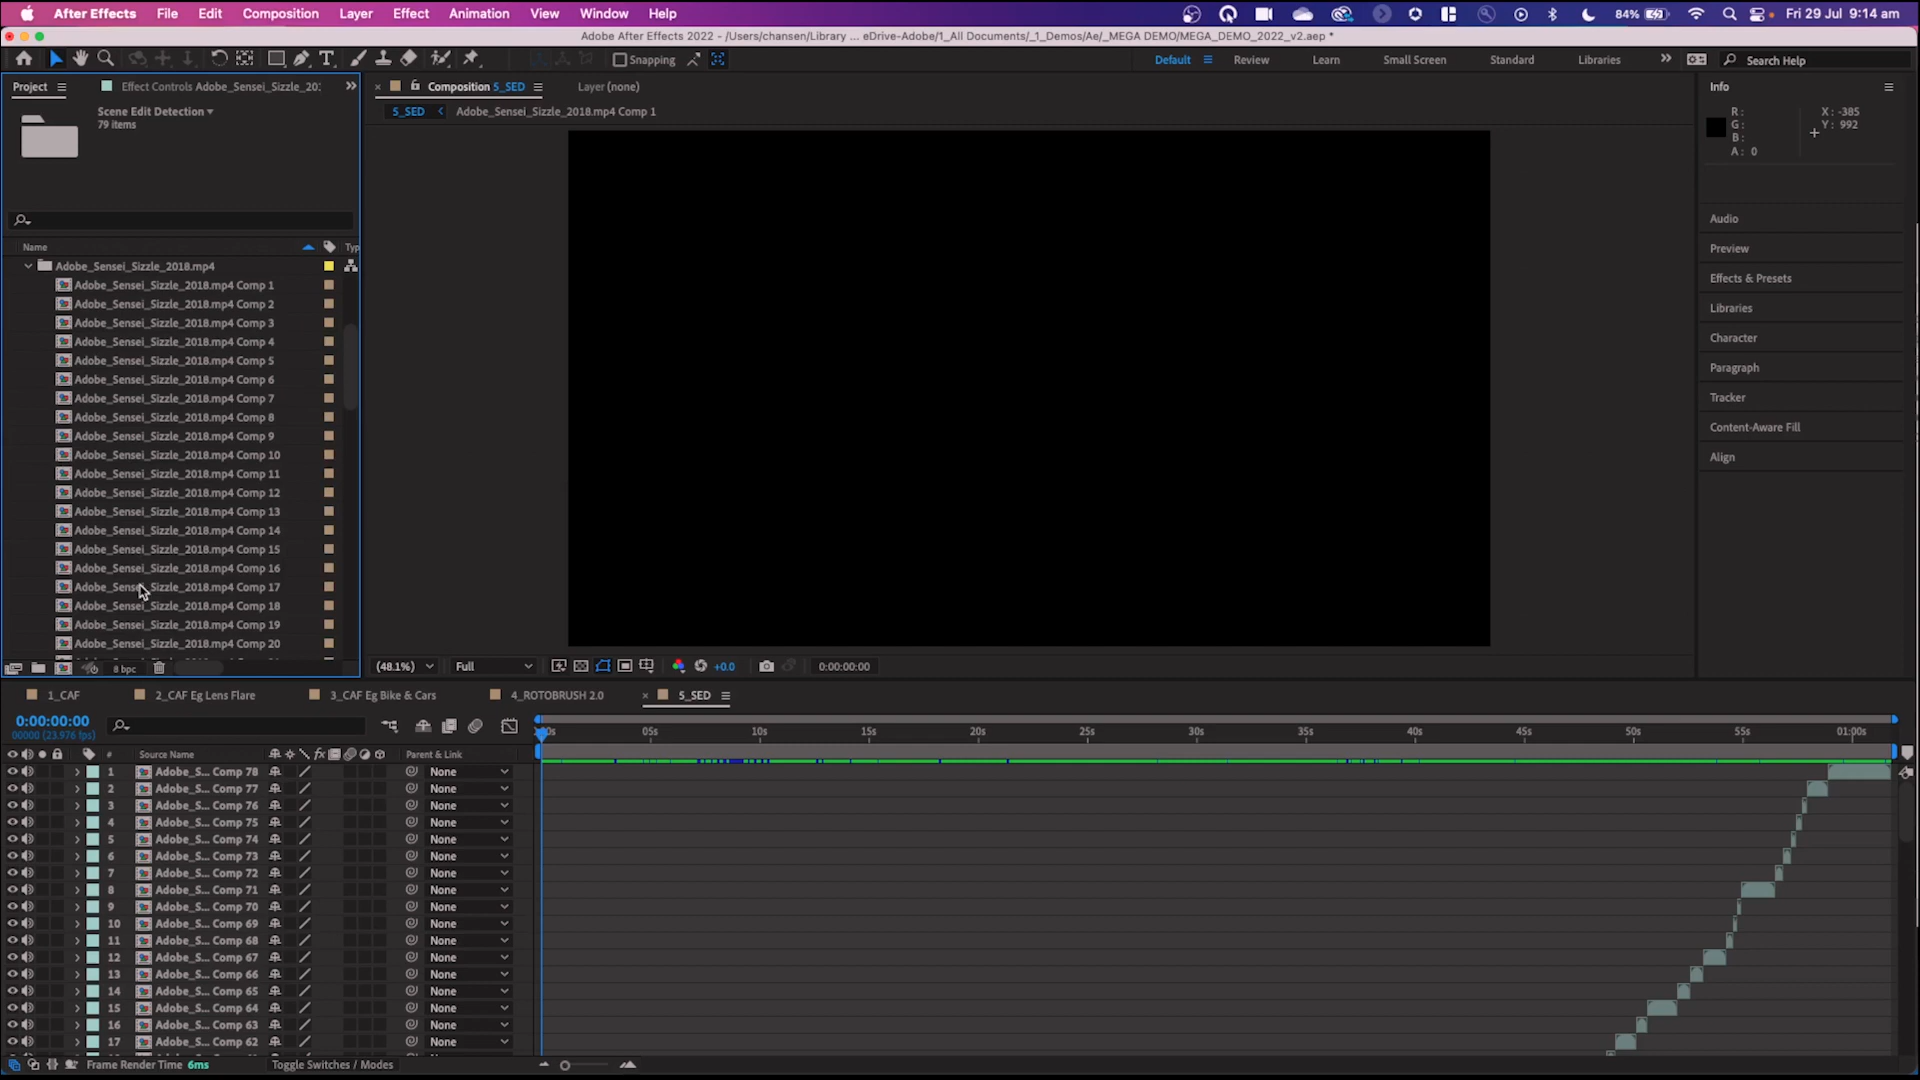 After Effects File Edit Composition Layer Effect Animation View Window Help 84% Fri 29 Jul 9:14 am
Adobe After Effects 2022 - /Users/chansen/Library ... eDrive-Adobe/1_All Documents/_1_Demos/Ae/_MEGA DEMO/MEGA_DEMO_2022_v2.aep *
Snapping Default Review Learn Small Screen Standard Libraries Search Help
Project Effect Controls Adobe_Sensei_Sizzle_20: Composition 5_SED Layer (none) Info
Scene Edit Detection
79 items
5_SED Adobe_Sensei_Sizzle_2018.mp4 Comp 1
R: X: -385
G: Y: 992
B:
A: 0
Name Typ
Adobe_Sensei_Sizzle_2018.mp4
Adobe_Sensei_Sizzle_2018.mp4 Comp 1
Adobe_Sensei_Sizzle_2018.mp4 Comp 2
Adobe_Sensei_Sizzle_2018.mp4 Comp 3
Adobe_Sensei_Sizzle_2018.mp4 Comp 4
Adobe_Sensei_Sizzle_2018.mp4 Comp 5
Adobe_Sensei_Sizzle_2018.mp4 Comp 6
Adobe_Sensei_Sizzle_2018.mp4 Comp 7
Adobe_Sensei_Sizzle_2018.mp4 Comp 8
Adobe_Sensei_Sizzle_2018.mp4 Comp 9
Adobe_Sensei_Sizzle_2018.mp4 Comp 10
Adobe_Sensei_Sizzle_2018.mp4 Comp 11
Adobe_Sensei_Sizzle_2018.mp4 Comp 12
Adobe_Sensei_Sizzle_2018.mp4 Comp 13
Adobe_Sensei_Sizzle_2018.mp4 Comp 14
Adobe_Sensei_Sizzle_2018.mp4 Comp 15
Adobe_Sensei_Sizzle_2018.mp4 Comp 16
Adobe_Sensei_Sizzle_2018.mp4 Comp 17
Adobe_Sensei_Sizzle_2018.mp4 Comp 18
Adobe_Sensei_Sizzle_2018.mp4 Comp 19
Adobe_Sensei_Sizzle_2018.mp4 Comp 20
8 bpc
Audio
Preview
Effects & Presets
Libraries
Character
Paragraph
Tracker
Content-Aware Fill
Align
(48.1%) Full +0.0 0:00:00:00
1_CAF 2_CAF Eg Lens Flare 3_CAF Eg Bike & Cars 4_ROTOBRUSH 2.0 5_SED
0:00:00:00
00000 (23.976 fps)
05s 10s 15s 20s 25s 30s 35s 40s 45s 50s 55s 01:00s
# Source Name fx Parent & Link
1 Adobe_S... Comp 78 None
2 Adobe_S... Comp 77 None
3 Adobe_S... Comp 76 None
4 Adobe_S... Comp 75 None
5 Adobe_S... Comp 74 None
6 Adobe_S... Comp 73 None
7 Adobe_S... Comp 72 None
8 Adobe_S... Comp 71 None
9 Adobe_S... Comp 70 None
10 Adobe_S... Comp 69 None
11 Adobe_S... Comp 68 None
12 Adobe_S... Comp 67 None
13 Adobe_S... Comp 66 None
14 Adobe_S... Comp 65 None
15 Adobe_S... Comp 64 None
16 Adobe_S... Comp 63 None
17 Adobe_S... Comp 62 None
Frame Render Time 6ms Toggle Switches / Modes